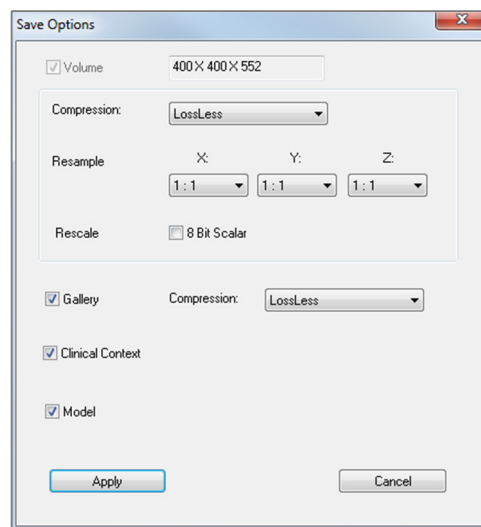 Save Options
Volume 400 X 400 X 552
Compression: LossLess
X: Y: Z:
Resample 1 : 1 1 : 1 1 : 1
Rescale 8 Bit Scalar
Gallery Compression: LossLess
Clinical Context
Model
Apply Cancel